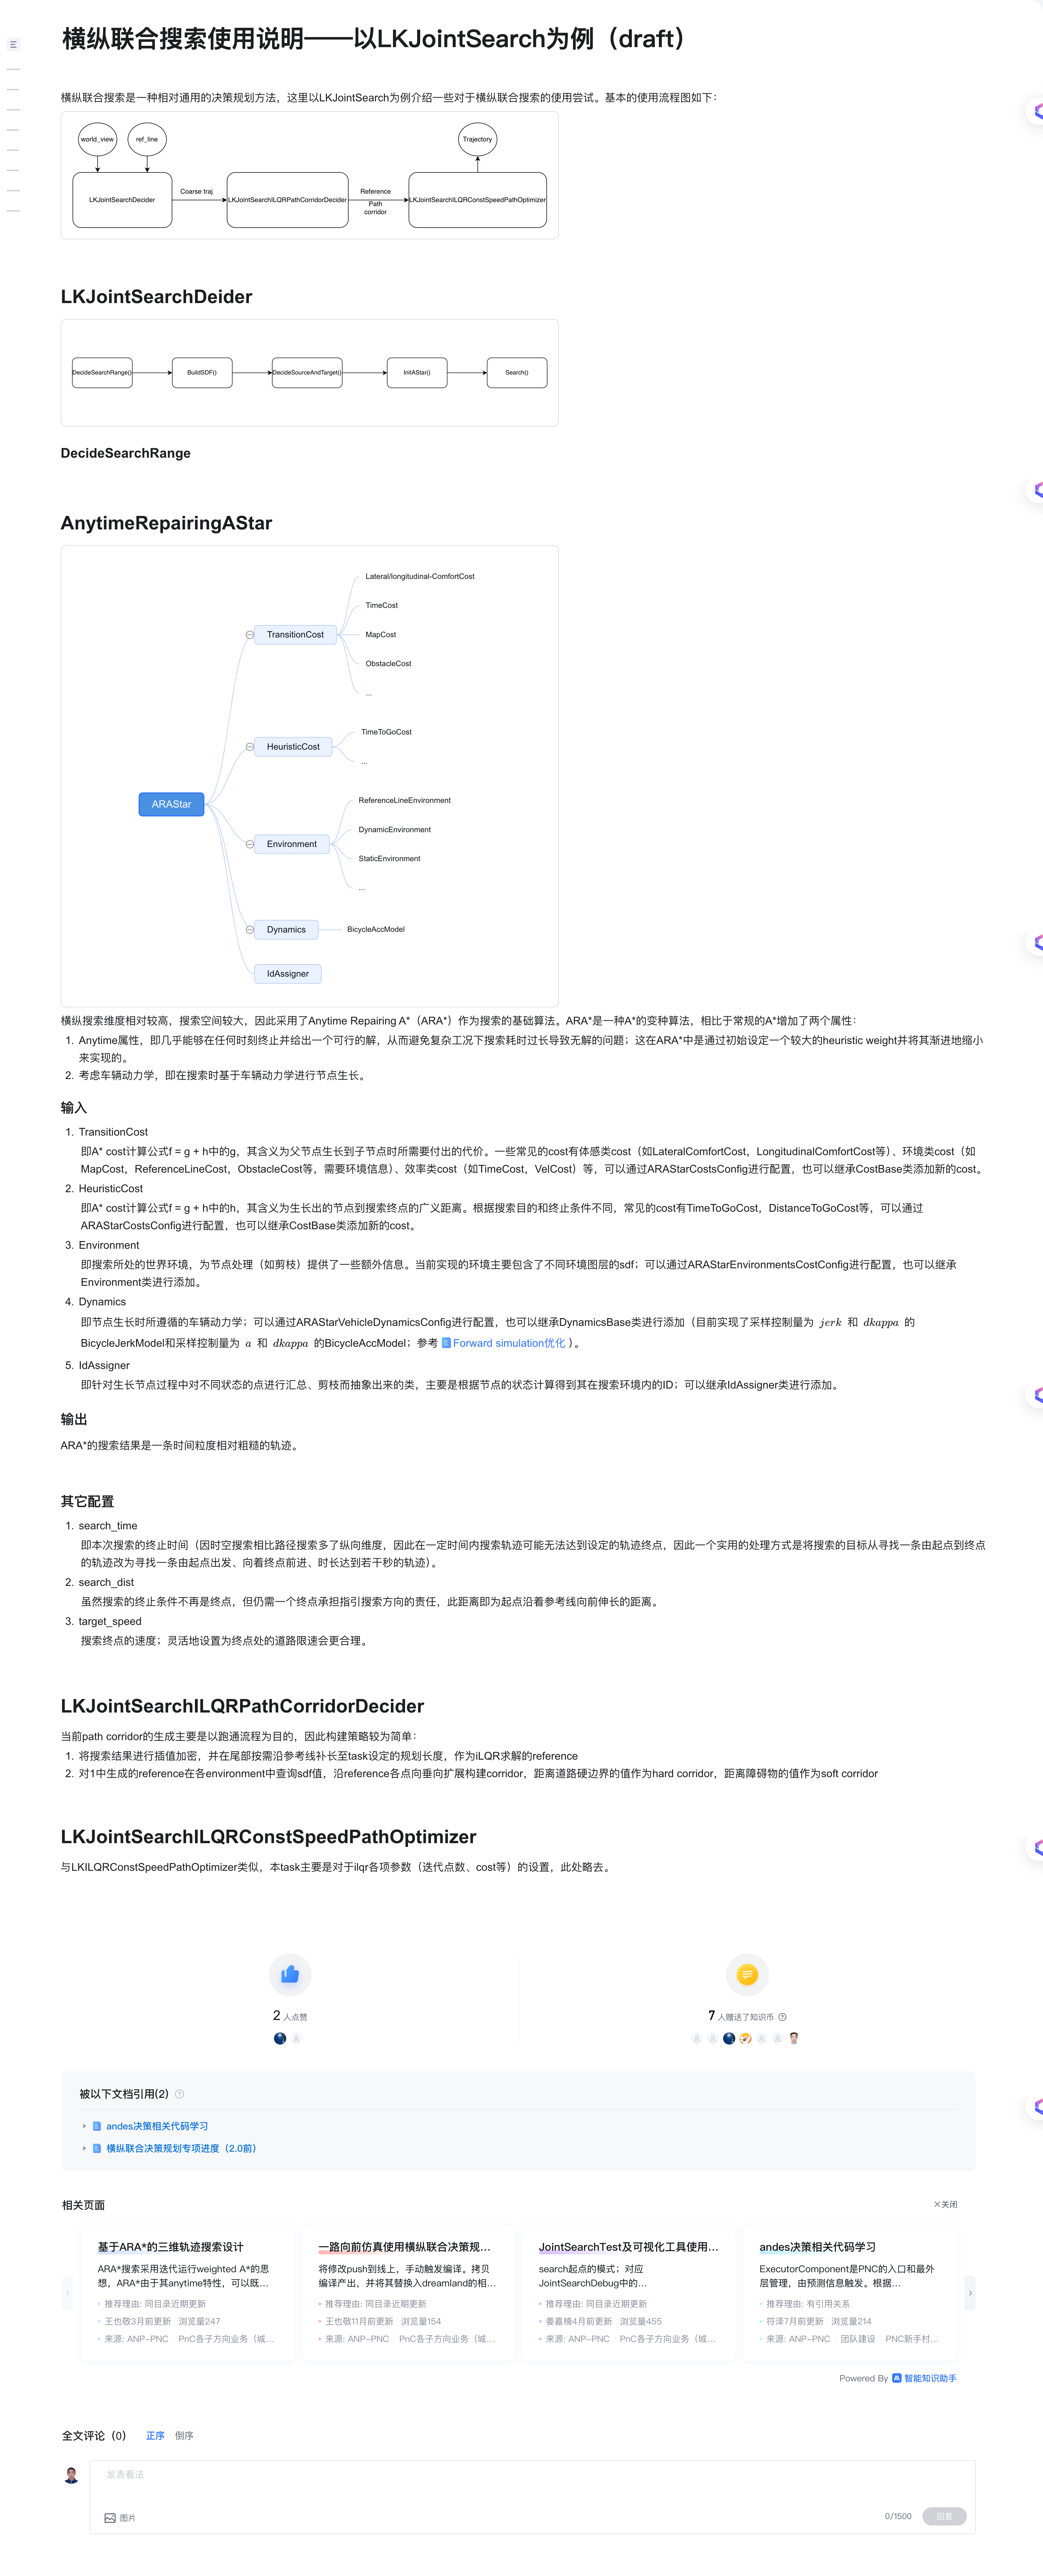 横纵联合搜索使用说明——以LKJointSearch为例（draft）
横纵联合搜索是一种相对通用的决策规划方法，这里以LKJointSearch为例介绍一些对于横纵联合搜索的使用尝试。基本的使用流程图如下：
world_view
ref_line
Trajectory
LKJointSearchDecider
Coarse traj
LKJointSearchILQRPathCorridorDecider
Reference
Path
corridor
LKJointSearchILQRConstSpeedPathOptimizer
LKJointSearchDeider
DecideSearchRange()
BuildSDF()
DecideSourceAndTarget()
InitAStar()
Search()
DecideSearchRange
AnytimeRepairingAStar
ARAStar
TransitionCost
Lateral/longitudinal-ComfortCost
TimeCost
MapCost
ObstacleCost
...
HeuristicCost
TimeToGoCost
...
Environment
ReferenceLineEnvironment
DynamicEnvironment
StaticEnvironment
...
Dynamics
BicycleAccModel
IdAssigner
横纵搜索维度相对较高，搜索空间较大，因此采用了Anytime Repairing A*（ARA*）作为搜索的基础算法。ARA*是一种A*的变种算法，相比于常规的A*增加了两个属性：
1. Anytime属性，即几乎能够在任何时刻终止并给出一个可行的解，从而避免复杂工况下搜索耗时过长导致无解的问题；这在ARA*中是通过初始设定一个较大的heuristic weight并将其渐进地缩小
来实现的。
2. 考虑车辆动力学，即在搜索时基于车辆动力学进行节点生长。
输入
1. TransitionCost
即A* cost计算公式f = g + h中的g，其含义为父节点生长到子节点时所需要付出的代价。一些常见的cost有体感类cost（如LateralComfortCost，LongitudinalComfortCost等）、环境类cost（如
MapCost，ReferenceLineCost，ObstacleCost等，需要环境信息）、效率类cost（如TimeCost，VelCost）等，可以通过ARAStarCostsConfig进行配置，也可以继承CostBase类添加新的cost。
2. HeuristicCost
即A* cost计算公式f = g + h中的h，其含义为生长出的节点到搜索终点的广义距离。根据搜索目的和终止条件不同，常见的cost有TimeToGoCost，DistanceToGoCost等，可以通过
ARAStarCostsConfig进行配置，也可以继承CostBase类添加新的cost。
3. Environment
即搜索所处的世界环境，为节点处理（如剪枝）提供了一些额外信息。当前实现的环境主要包含了不同环境图层的sdf；可以通过ARAStarEnvironmentsCostConfig进行配置，也可以继承
Environment类进行添加。
4. Dynamics
即节点生长时所遵循的车辆动力学；可以通过ARAStarVehicleDynamicsConfig进行配置，也可以继承DynamicsBase类进行添加（目前实现了采样控制量为 jerk 和 dkappa 的
BicycleJerkModel和采样控制量为 a 和 dkappa 的BicycleAccModel；参考 Forward simulation优化 ）。
5. IdAssigner
即针对生长节点过程中对不同状态的点进行汇总、剪枝而抽象出来的类，主要是根据节点的状态计算得到其在搜索环境内的ID；可以继承IdAssigner类进行添加。
输出
ARA*的搜索结果是一条时间粒度相对粗糙的轨迹。
其它配置
1. search_time
即本次搜索的终止时间（因时空搜索相比路径搜索多了纵向维度，因此在一定时间内搜索轨迹可能无法达到设定的轨迹终点，因此一个实用的处理方式是将搜索的目标从寻找一条由起点到终点
的轨迹改为寻找一条由起点出发、向着终点前进、时长达到若干秒的轨迹）。
2. search_dist
虽然搜索的终止条件不再是终点，但仍需一个终点承担指引搜索方向的责任，此距离即为起点沿着参考线向前伸长的距离。
3. target_speed
搜索终点的速度；灵活地设置为终点处的道路限速会更合理。
LKJointSearchILQRPathCorridorDecider
当前path corridor的生成主要是以跑通流程为目的，因此构建策略较为简单：
1. 将搜索结果进行插值加密，并在尾部按需沿参考线补长至task设定的规划长度，作为iLQR求解的reference
2. 对1中生成的reference在各environment中查询sdf值，沿reference各点向垂向扩展构建corridor，距离道路硬边界的值作为hard corridor，距离障碍物的值作为soft corridor
LKJointSearchILQRConstSpeedPathOptimizer
与LKILQRConstSpeedPathOptimizer类似，本task主要是对于ilqr各项参数（迭代点数、cost等）的设置，此处略去。
2 人点赞
7 人赠送了知识币
被以下文档引用(2)
andes决策相关代码学习
横纵联合决策规划专项进度（2.0前）
相关页面
×关闭
基于ARA*的三维轨迹搜索设计
ARA*搜索采用迭代运行weighted A*的思
想，ARA*由于其anytime特性，可以既…
推荐理由: 同目录近期更新
王也敬3月前更新 浏览量247
来源: ANP-PNC PnC各子方向业务（城…
一路向前仿真使用横纵联合决策规…
将修改push到线上，手动触发编译。拷贝
编译产出，并将其替换入dreamland的相…
推荐理由: 同目录近期更新
王也敬11月前更新 浏览量154
来源: ANP-PNC PnC各子方向业务（城…
JointSearchTest及可视化工具使用…
search起点的模式；对应
JointSearchDebug中的…
推荐理由: 同目录近期更新
姜嘉楠4月前更新 浏览量455
来源: ANP-PNC PnC各子方向业务（城…
andes决策相关代码学习
ExecutorComponent是PNC的入口和最外
层管理，由预测信息触发。根据…
推荐理由: 有引用关系
符泽7月前更新 浏览量214
来源: ANP-PNC 团队建设 PNC新手村…
Powered By 智能知识助手
全文评论（0） 正序 倒序
发表看法
图片
0/1500 回复